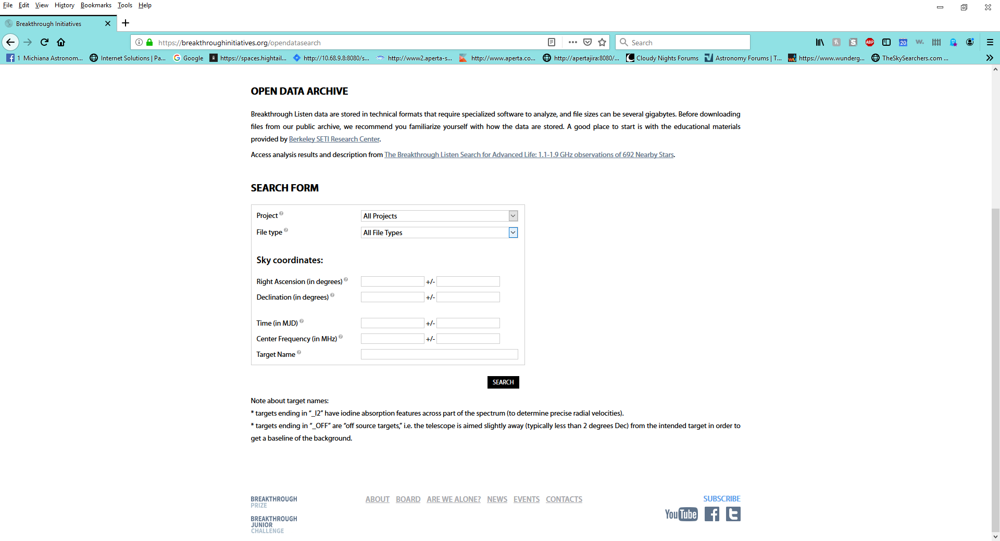 File Edit View History Bookmarks Tools Help
Breakthrough Initiatives
https://breakthroughinitiatives.org/opendatasearch
Search
ABP
20
w.
1 Michiana Astronom...
Internet Solutions | Pa...
Google
https://spaces.hightail...
http://10.68.9.8:8080/s...
http://www2.aperta-s...
http://www.aperta.co...
http://apertajira:8080/...
Cloudy Nights Forums
Astronomy Forums | T...
https://www.wunderg...
TheSkySearchers.com ...
OPEN DATA ARCHIVE
Breakthrough Listen data are stored in technical formats that require specialized software to analyze, and file sizes can be several gigabytes. Before downloading
files from our public archive, we recommend you familiarize yourself with how the data are stored. A good place to start is with the educational materials
provided by Berkeley SETI Research Center.
Access analysis results and description from The Breakthrough Listen Search for Advanced Life: 1.1-1.9 GHz observations of 692 Nearby Stars.
SEARCH FORM
Project ? All Projects
File type ? All File Types
Sky coordinates:
Right Ascension (in degrees) ? +/-
Declination (in degrees) ? +/-
Time (in MJD) ? +/-
Center Frequency (in MHz) ? +/-
Target Name ?
SEARCH
Note about target names:
* targets ending in “_I2” have iodine absorption features across part of the spectrum (to determine precise radial velocities).
* targets ending in “_OFF” are “off source targets,” i.e. the telescope is aimed slightly away (typically less than 2 degrees Dec) from the intended target in order to
get a baseline of the background.
BREAKTHROUGH
PRIZE
BREAKTHROUGH
JUNIOR
CHALLENGE
ABOUT BOARD ARE WE ALONE? NEWS EVENTS CONTACTS
SUBSCRIBE
YouTube